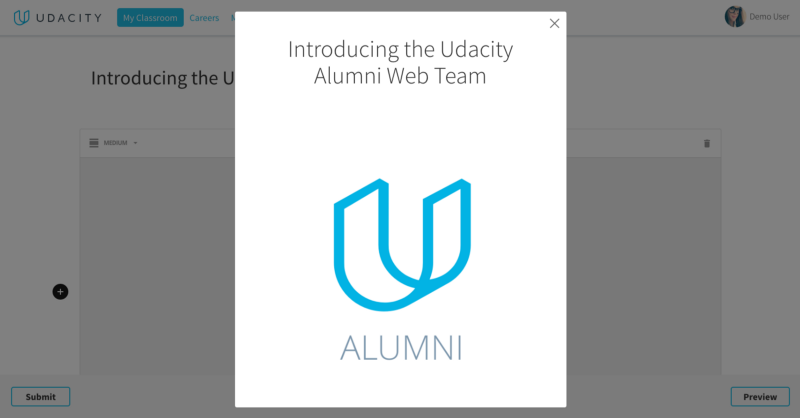 UDACITY
My Classroom
Careers
Demo User
Introducing the U
MEDIUM
Submit
Preview
Introducing the Udacity
Alumni Web Team
ALUMNI